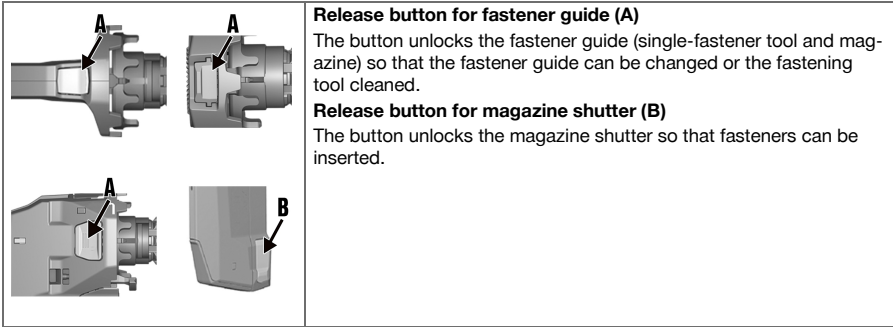 A
A
Release button for fastener guide (A)
The button unlocks the fastener guide (single-fastener tool and mag-
azine) so that the fastener guide can be changed or the fastening
tool cleaned.
Release button for magazine shutter (B)
The button unlocks the magazine shutter so that fasteners can be
inserted.
A
B